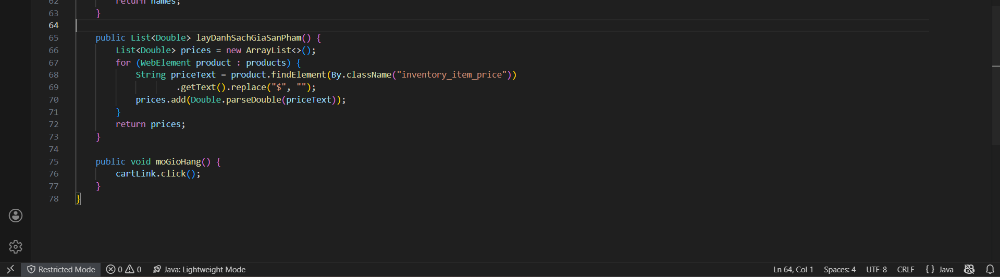 62 return names;
63 }
64
65 public List<Double> layDanhSachGiaSanPham() {
66 List<Double> prices = new ArrayList<>();
67 for (WebElement product : products) {
68 String priceText = product.findElement(By.className("inventory_item_price"))
69 .getText().replace("$", "");
70 prices.add(Double.parseDouble(priceText));
71 }
72 return prices;
73 }
74
75 public void moGioHang() {
76 cartLink.click();
77 }
78 }
Restricted Mode 0 0 Java: Lightweight Mode Ln 64, Col 1 Spaces: 4 UTF-8 CRLF {} Java